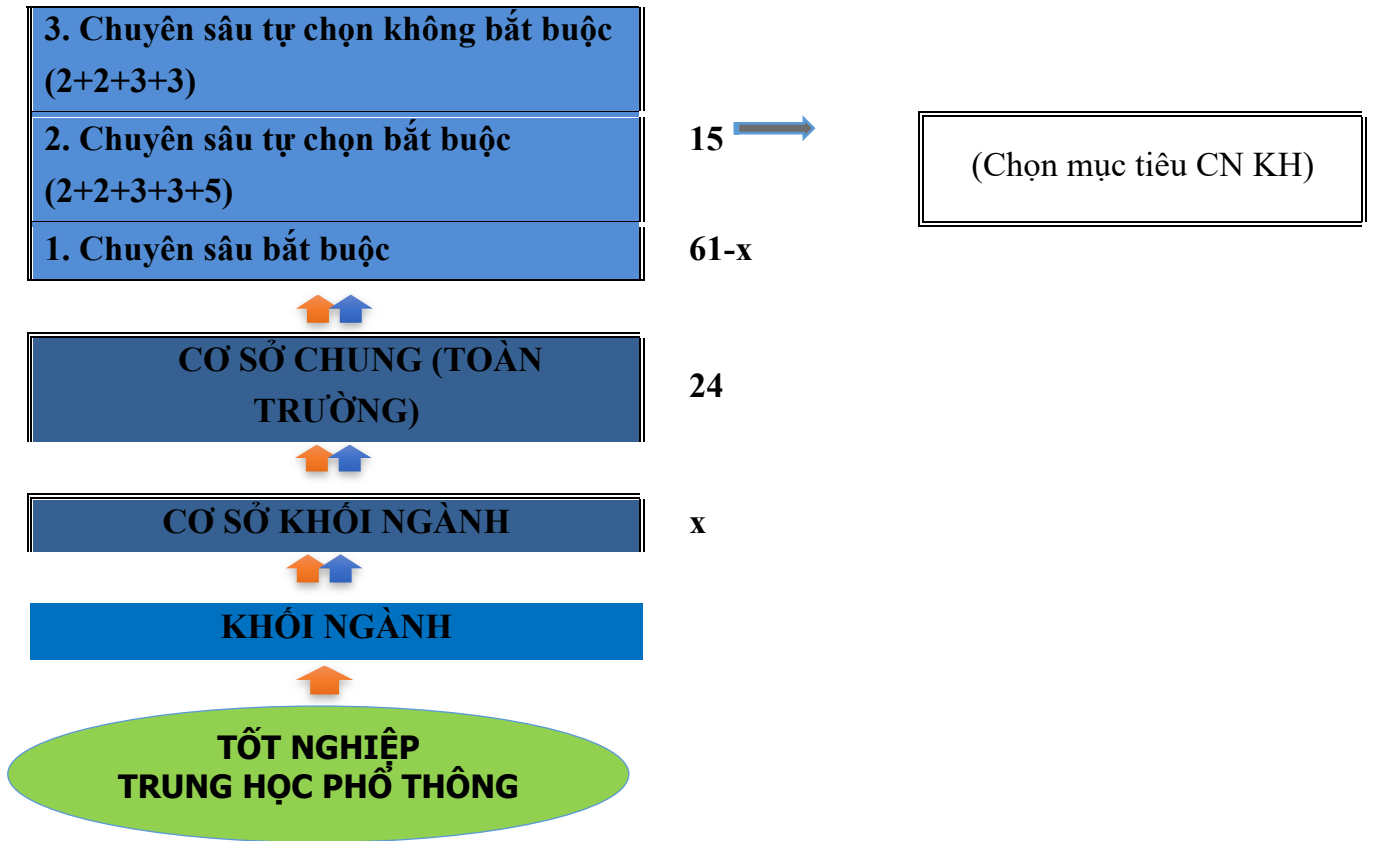 3. Chuyên sâu tự chọn không bắt buộc
(2+2+3+3)
2. Chuyên sâu tự chọn bắt buộc
(2+2+3+3+5)
15
(Chọn mục tiêu CN KH)
1. Chuyên sâu bắt buộc
61-x
CƠ SỞ CHUNG (TOÀN
TRƯỜNG)
24
CƠ SỞ KHỐI NGÀNH
x
KHỐI NGÀNH
TỐT NGHIỆP
TRUNG HỌC PHỔ THÔNG